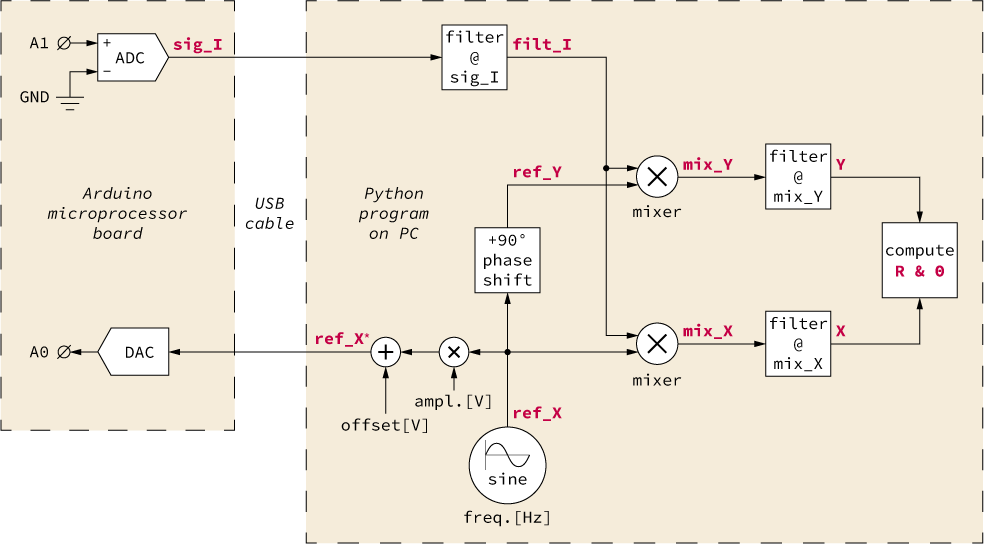 A1
+
−
ADC
sig_I
GND
filter
@
sig_I
filt_I
Arduino
microprocessor
board
USB
cable
Python
program
on PC
ref_Y
+90°
phase
shift
mixer
mix_Y
filter
@
mix_Y
Y
compute
R & θ
A0
DAC
ref_X*
+
×
offset[V]
ampl.[V]
ref_X
sine
freq.[Hz]
mixer
mix_X
filter
@
mix_X
X